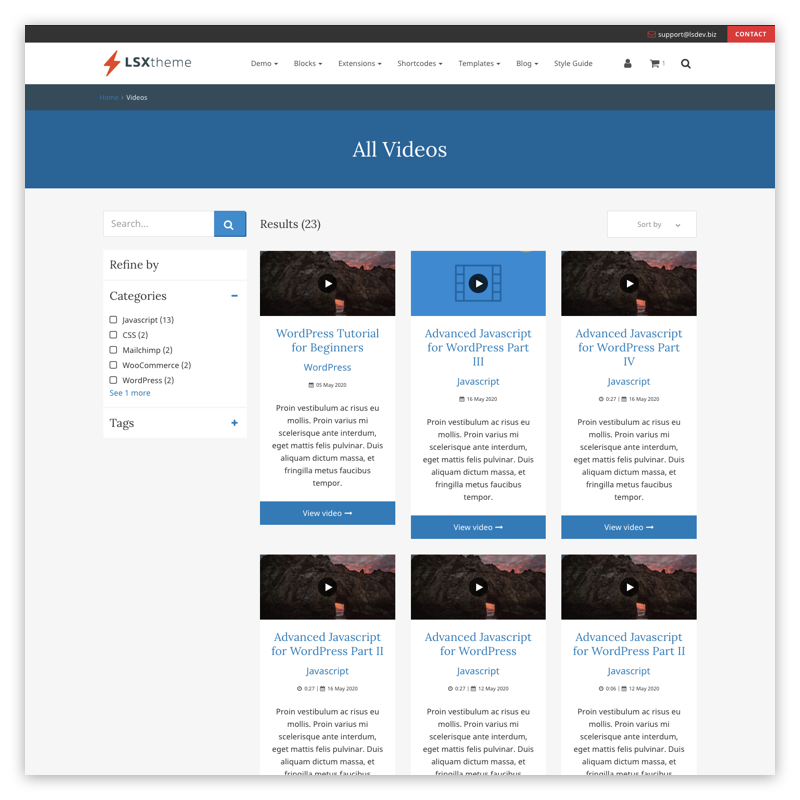 support@lsdev.biz CONTACT
LSXtheme Demo Blocks Extensions Shortcodes Templates Blog Style Guide 1
Home › Videos
All Videos
Search... Results (23) Sort by
Refine by
Categories
Javascript (13)
CSS (2)
Mailchimp (2)
WooCommerce (2)
WordPress (2)
See 1 more
Tags
WordPress Tutorial
for Beginners
WordPress
05 May 2020
Proin vestibulum ac risus eu
mollis. Proin varius mi
scelerisque ante interdum,
eget mattis felis pulvinar. Duis
aliquam dictum massa, et
fringilla metus faucibus
tempor.
View video
Advanced Javascript
for WordPress Part
III
Javascript
16 May 2020
Proin vestibulum ac risus eu
mollis. Proin varius mi
scelerisque ante interdum,
eget mattis felis pulvinar. Duis
aliquam dictum massa, et
fringilla metus faucibus
tempor.
View video
Advanced Javascript
for WordPress Part
IV
Javascript
0:27 | 16 May 2020
Proin vestibulum ac risus eu
mollis. Proin varius mi
scelerisque ante interdum,
eget mattis felis pulvinar. Duis
aliquam dictum massa, et
fringilla metus faucibus
tempor.
View video
Advanced Javascript
for WordPress Part II
Javascript
0:27 | 16 May 2020
Proin vestibulum ac risus eu
mollis. Proin varius mi
scelerisque ante interdum,
eget mattis felis pulvinar. Duis
aliquam dictum massa, et
fringilla metus faucibus
Advanced Javascript
for WordPress
Javascript
0:27 | 12 May 2020
Proin vestibulum ac risus eu
mollis. Proin varius mi
scelerisque ante interdum,
eget mattis felis pulvinar. Duis
aliquam dictum massa, et
fringilla metus faucibus
Advanced Javascript
for WordPress Part II
Javascript
0:06 | 12 May 2020
Proin vestibulum ac risus eu
mollis. Proin varius mi
scelerisque ante interdum,
eget mattis felis pulvinar. Duis
aliquam dictum massa, et
fringilla metus faucibus